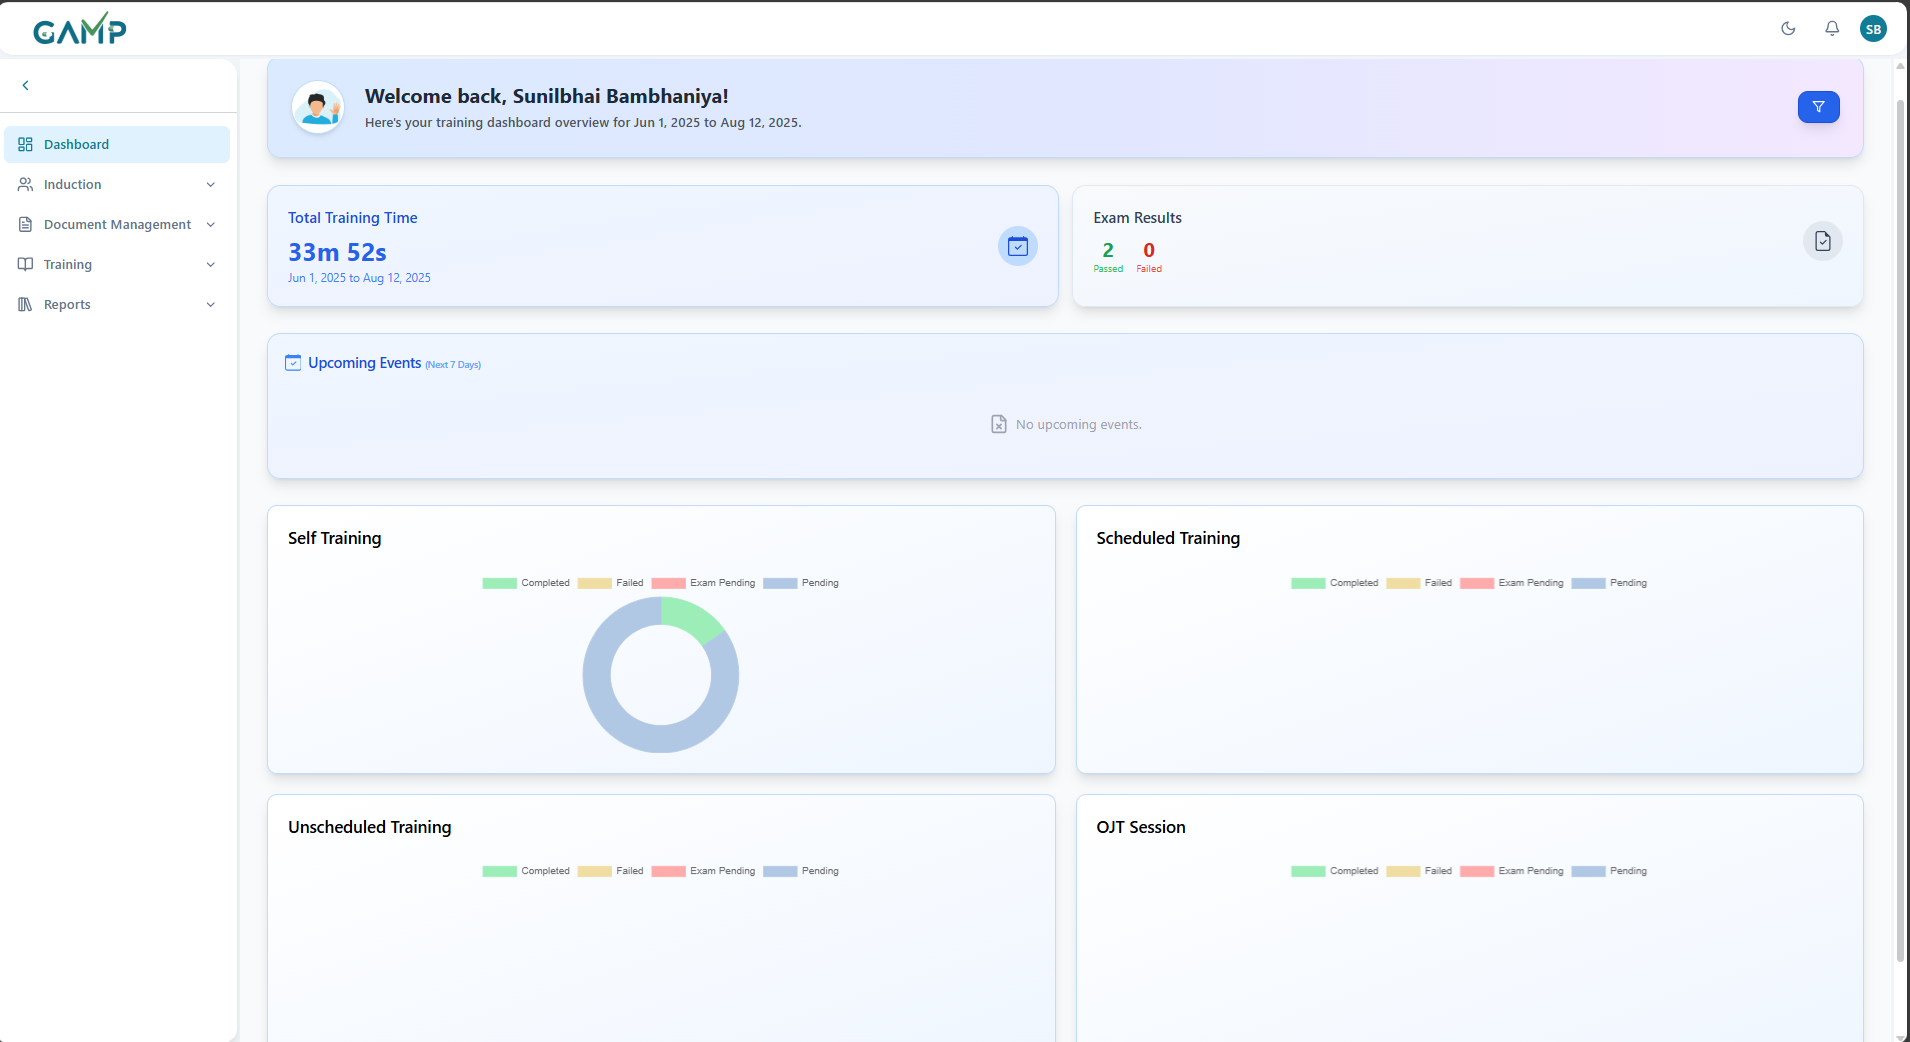 GAMP
SB
Dashboard
Induction
Document Management
Training
Reports
Welcome back, Sunilbhai Bambhaniya!
Here's your training dashboard overview for Jun 1, 2025 to Aug 12, 2025.
Total Training Time
33m 52s
Jun 1, 2025 to Aug 12, 2025
Exam Results
2 0
Passed Failed
Upcoming Events (Next 7 Days)
No upcoming events.
Self Training
Completed Failed Exam Pending Pending
Scheduled Training
Completed Failed Exam Pending Pending
Unscheduled Training
Completed Failed Exam Pending Pending
OJT Session
Completed Failed Exam Pending Pending